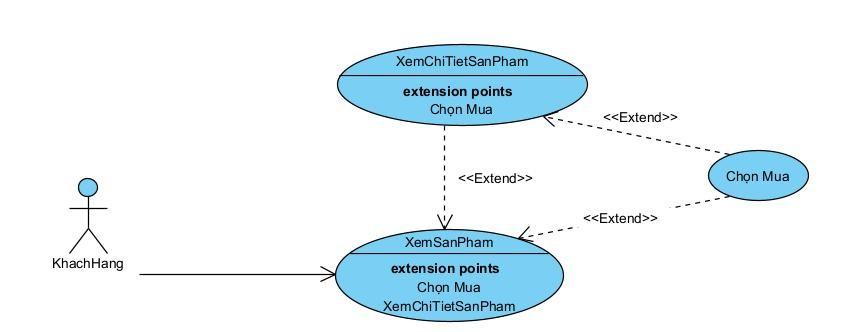 XemChiTietSanPham
extension points
Chọn Mua
<<Extend>>
Chọn Mua
<<Extend>>
<<Extend>>
KhachHang
XemSanPham
extension points
Chọn Mua
XemChiTietSanPham